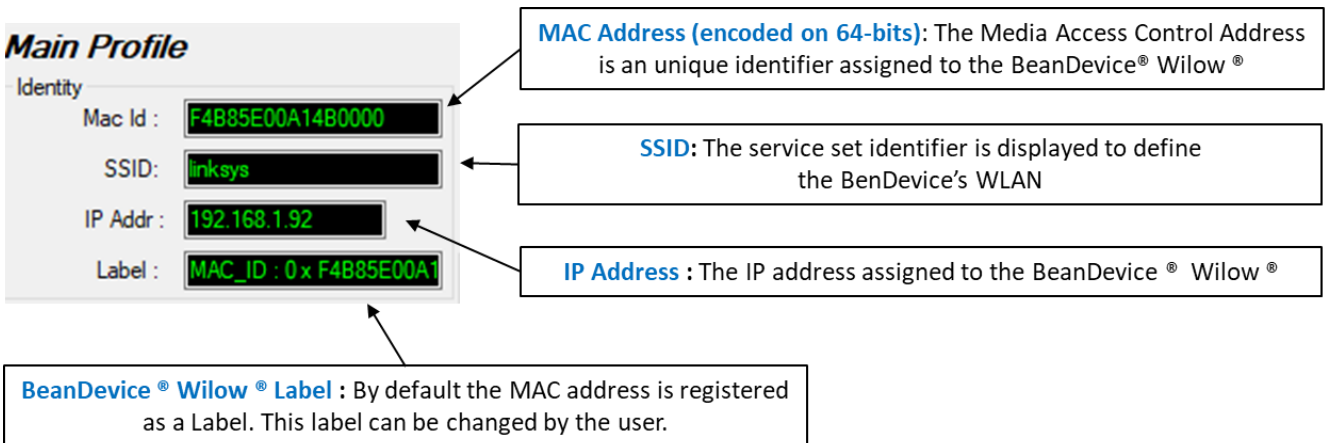 Main Profile
Identity
Mac Id :
F4B85E00A14B0000
SSID:
linksys
IP Addr :
192.168.1.92
Label :
MAC_ID : 0 x F4B85E00A1
MAC Address (encoded on 64-bits): The Media Access Control Address
is an unique identifier assigned to the BeanDevice® Wilow ®
SSID: The service set identifier is displayed to define
the BenDevice’s WLAN
IP Address : The IP address assigned to the BeanDevice ® Wilow ®
BeanDevice ® Wilow ® Label : By default the MAC address is registered
as a Label. This label can be changed by the user.